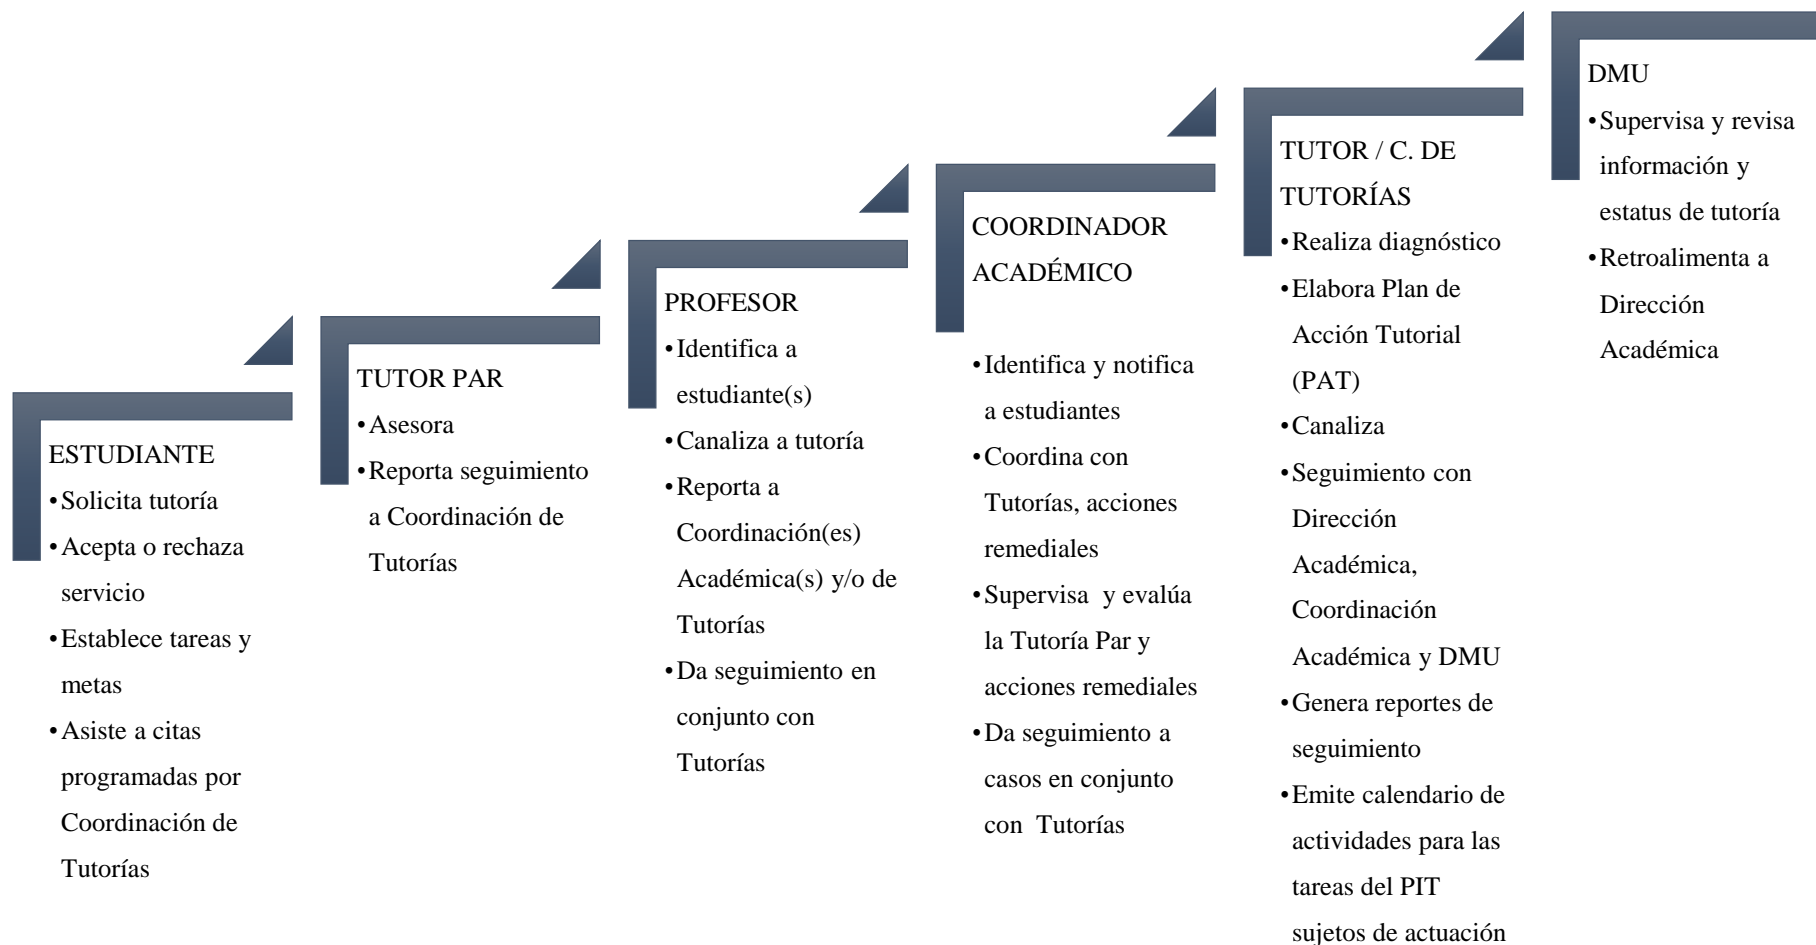 ESTUDIANTE
•Solicita tutoría
•Acepta o rechaza
servicio
•Establece tareas y
metas
•Asiste a citas
programadas por
Coordinación de
Tutorías
TUTOR PAR
•Asesora
•Reporta seguimiento
a Coordinación de
Tutorías
PROFESOR
•Identifica a
estudiante(s)
•Canaliza a tutoría
•Reporta a
Coordinación(es)
Académica(s) y/o de
Tutorías
•Da seguimiento en
conjunto con
Tutorías
COORDINADOR
ACADÉMICO
•Identifica y notifica
a estudiantes
•Coordina con
Tutorías, acciones
remediales
•Supervisa y evalúa
la Tutoría Par y
acciones remediales
•Da seguimiento a
casos en conjunto
con Tutorías
TUTOR / C. DE
TUTORÍAS
•Realiza diagnóstico
•Elabora Plan de
Acción Tutorial
(PAT)
•Canaliza
•Seguimiento con
Dirección
Académica,
Coordinación
Académica y DMU
•Genera reportes de
seguimiento
•Emite calendario de
actividades para las
tareas del PIT
sujetos de actuación
DMU
•Supervisa y revisa
información y
estatus de tutoría
•Retroalimenta a
Dirección
Académica